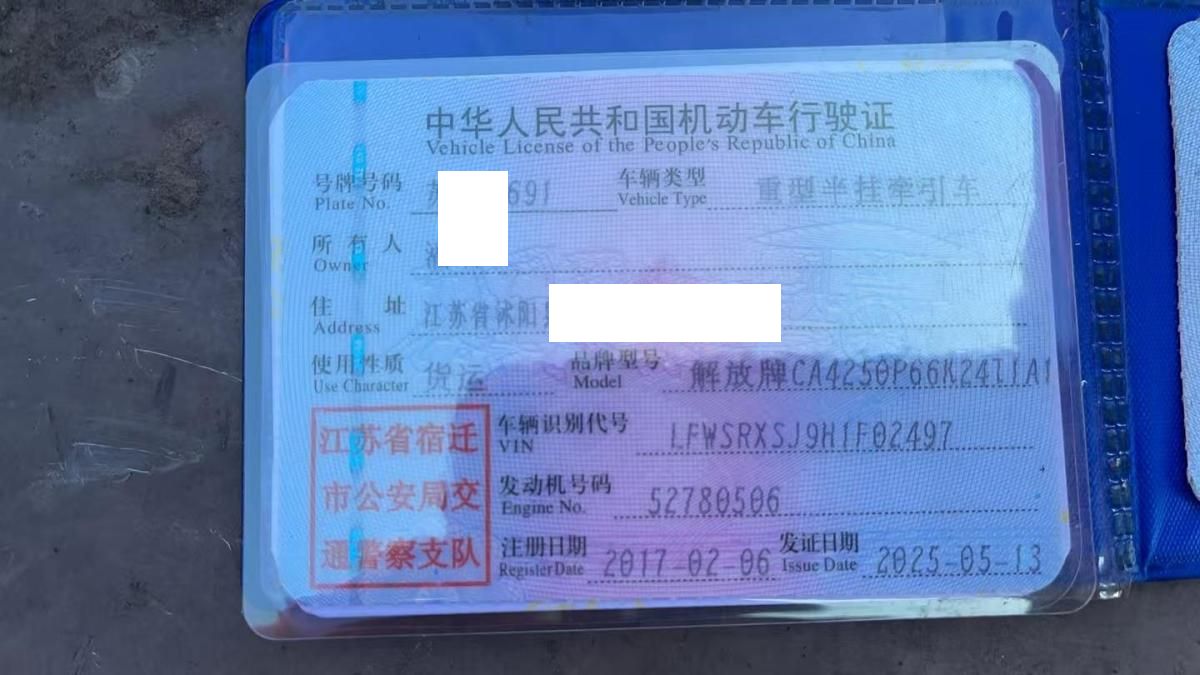 中华人民共和国机动车行驶证
Vehicle License of the People's Republic of China
号牌号码 苏 691 车辆类型 重型半挂牵引车
Plate No. Vehicle Type
所有人
Owner
住址 江苏省沭阳县
Address
使用性质 货运 品牌型号 解放牌CA4250P66K24T1A1
Use Character Model
江苏省宿迁
市公安局交
通警察支队
车辆识别代号 LFWSRXSJ9H1F02497
VIN
发动机号码 52780506
Engine No.
注册日期 2017-02-06 发证日期 2025-05-13
Register Date Issue Date